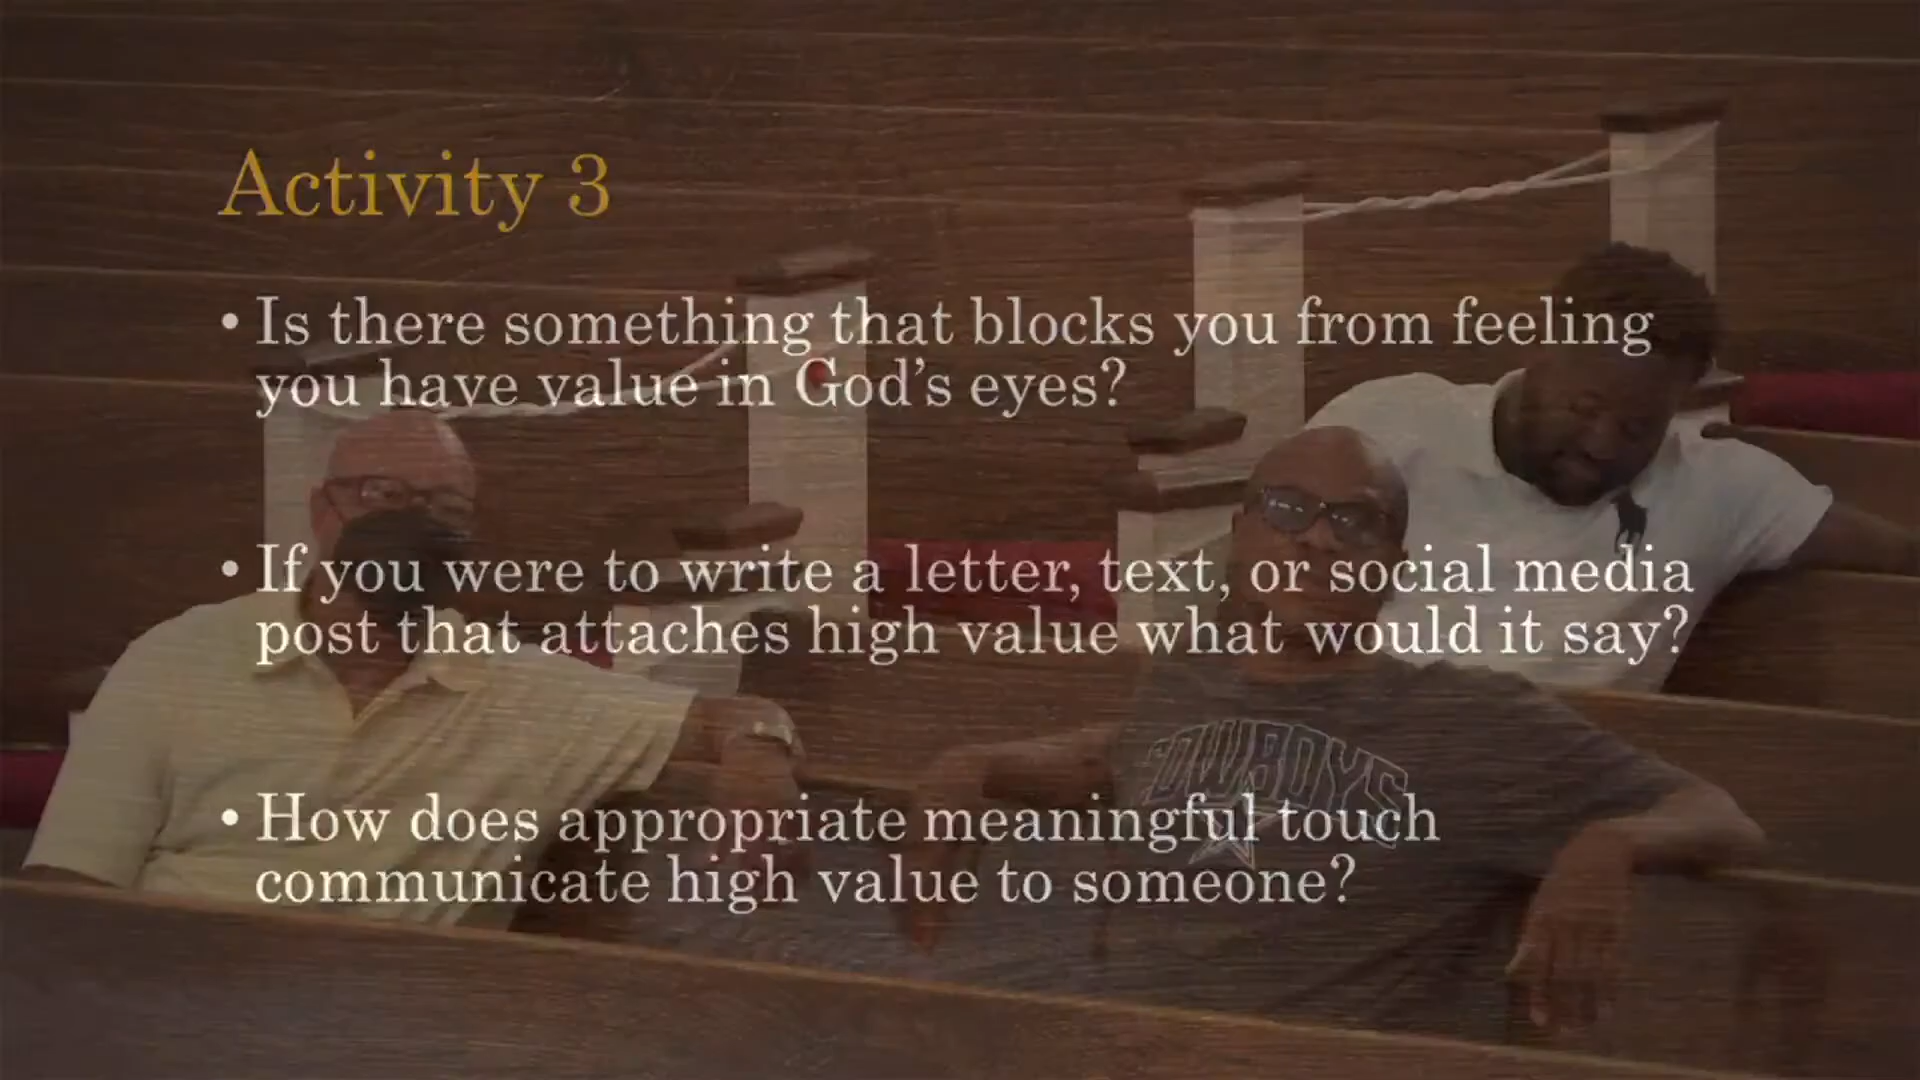 Activity 3
• Is there something that blocks you from feeling
you have value in God's eyes?
• If you were to write a letter, text, or social media
post that attaches high value what would it say?
COWBOYS
• How does appropriate meaningful touch
communicate high value to someone?